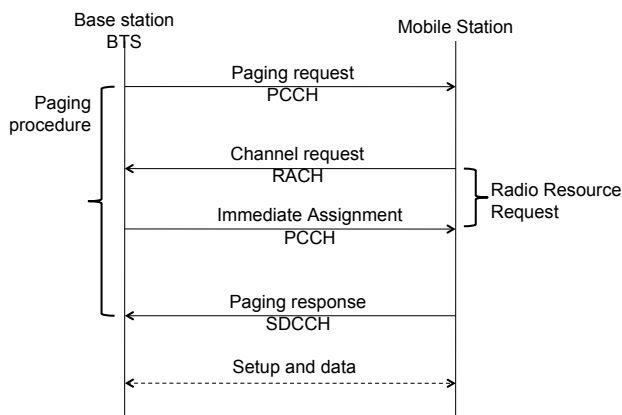 Base station
BTS
Mobile Station
Paging request
PCCH
Paging
procedure
Channel request
RACH
Radio Resource
Request
Immediate Assignment
PCCH
Paging response
SDCCH
Setup and data